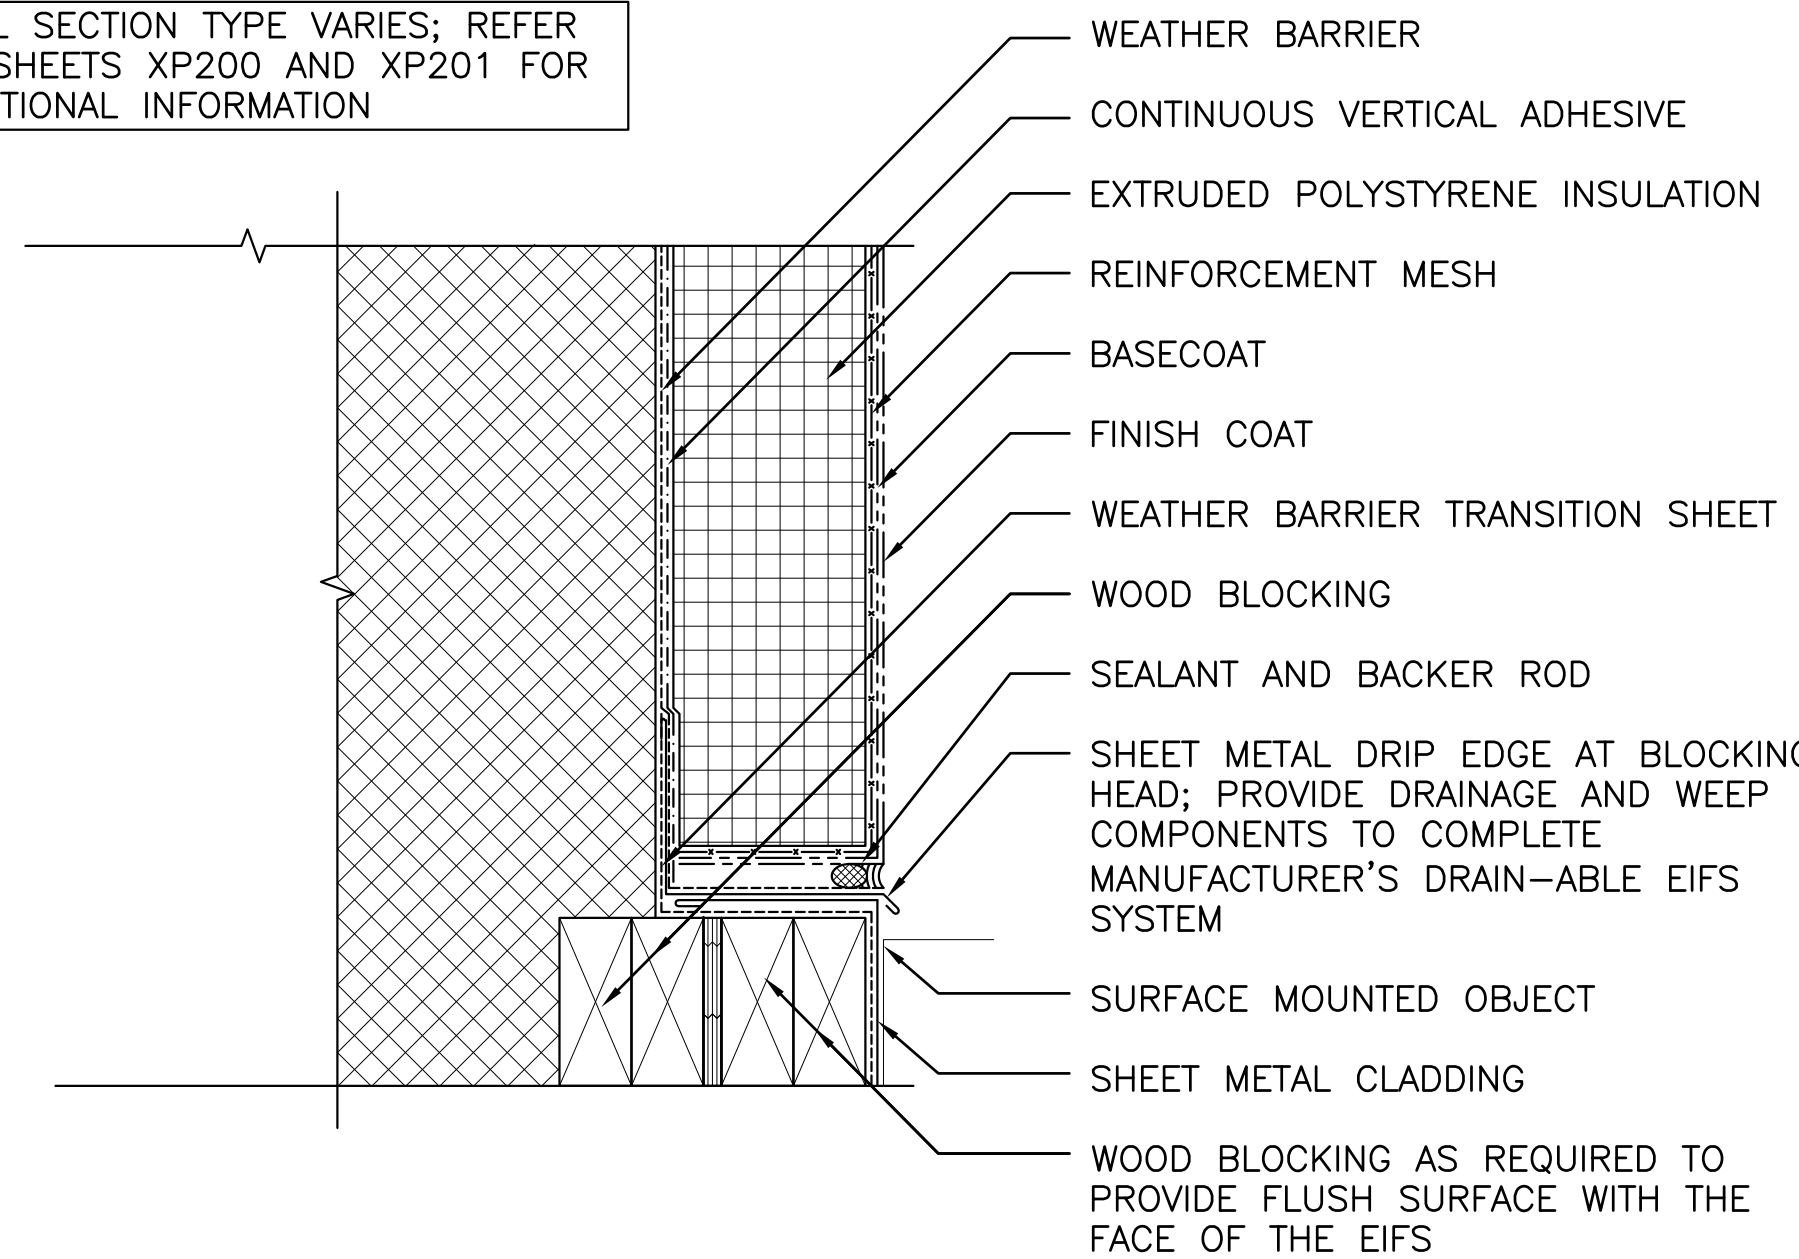 SECTION TYPE VARIES; REFER
SHEETS XP200 AND XP201 FOR
INFORMATION
WEATHER BARRIER
CONTINUOUS VERTICAL ADHESIVE
EXTRUDED POLYSTYRENE INSULATION
REINFORCEMENT MESH
BASECOAT
FINISH COAT
WEATHER BARRIER TRANSITION SHEET
WOOD BLOCKING
SEALANT AND BACKER ROD
SHEET METAL DRIP EDGE AT BLOCKING
HEAD; PROVIDE DRAINAGE AND WEEP
COMPONENTS TO COMPLETE
MANUFACTURER'S DRAIN-ABLE EIFS
SYSTEM
SURFACE MOUNTED OBJECT
SHEET METAL CLADDING
WOOD BLOCKING AS REQUIRED TO
PROVIDE FLUSH SURFACE WITH THE
FACE OF THE EIFS